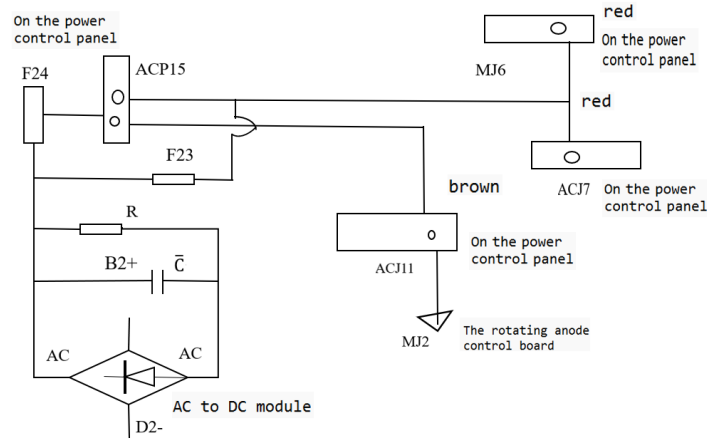 On the power
control panel
F24
ACP15
red
On the power
control panel
MJ6
red
F23
brown
ACJ7
On the power
control panel
R
On the power
control panel
B2+
C̄
ACJ11
MJ2
The rotating anode
control board
AC
AC
AC to DC module
D2-